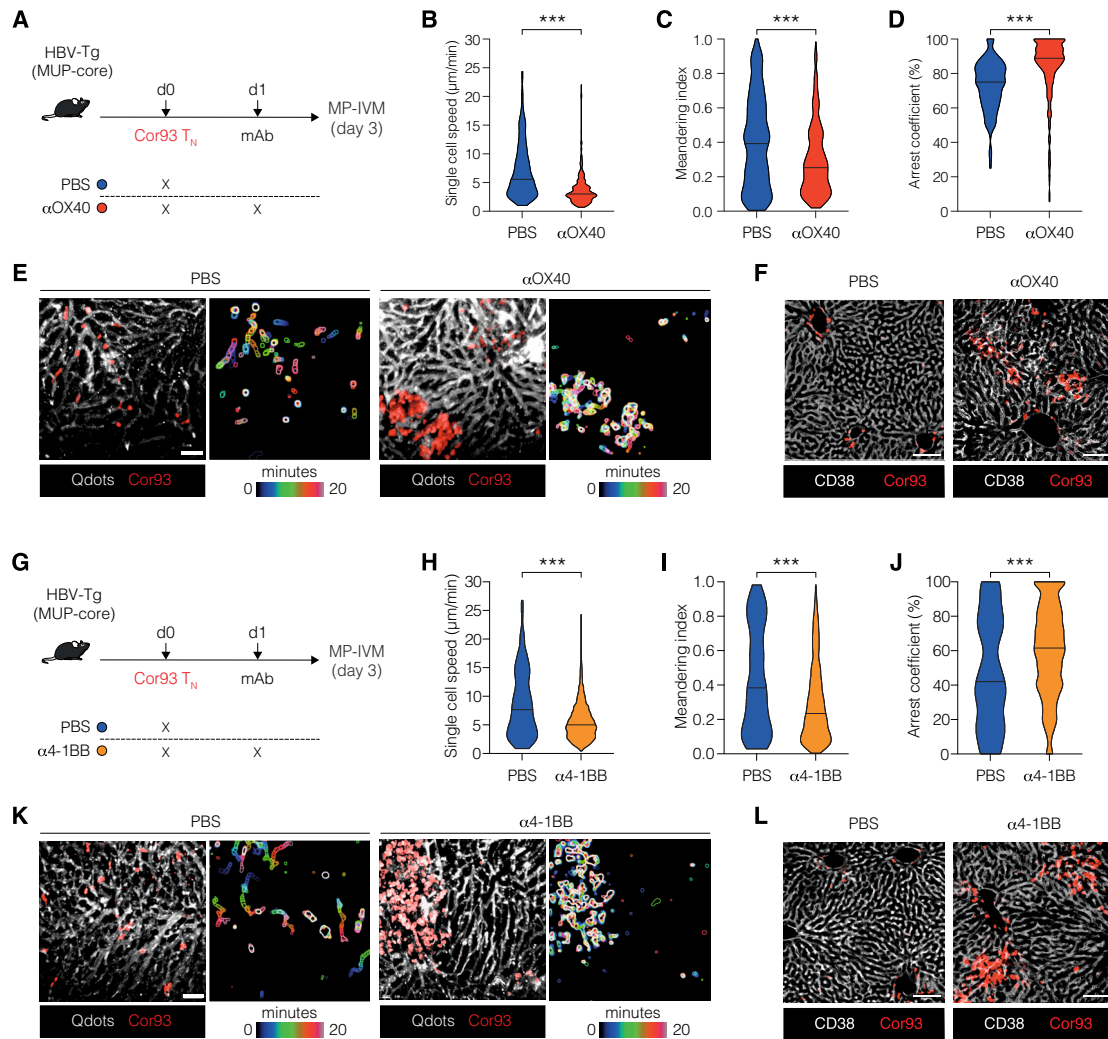 A
HBV-Tg
(MUP-core)
d0
d1
MP-IVM
(day 3)
Cor93 TN
mAb
PBS
X
αOX40
X
X
B
***
Single cell speed (μm/min)
30
25
20
15
10
5
0
PBS
αOX40
C
***
Meandering index
1.0
0.8
0.6
0.4
0.2
0.0
PBS
αOX40
D
***
Arrest coefficient (%)
100
80
60
40
20
0
PBS
αOX40
E
PBS
αOX40
Qdots Cor93
minutes
0
20
Qdots Cor93
minutes
0
20
F
PBS
αOX40
CD38 Cor93
CD38 Cor93
G
HBV-Tg
(MUP-core)
d0
d1
MP-IVM
(day 3)
Cor93 TN
mAb
PBS
X
α4-1BB
X
X
H
***
Single cell speed (μm/min)
30
25
20
15
10
5
0
PBS
α4-1BB
I
***
Meandering index
1.0
0.8
0.6
0.4
0.2
0.0
PBS
α4-1BB
J
***
Arrest coefficient (%)
100
80
60
40
20
0
PBS
α4-1BB
K
PBS
α4-1BB
Qdots Cor93
minutes
0
20
Qdots Cor93
minutes
0
20
L
PBS
α4-1BB
CD38 Cor93
CD38 Cor93